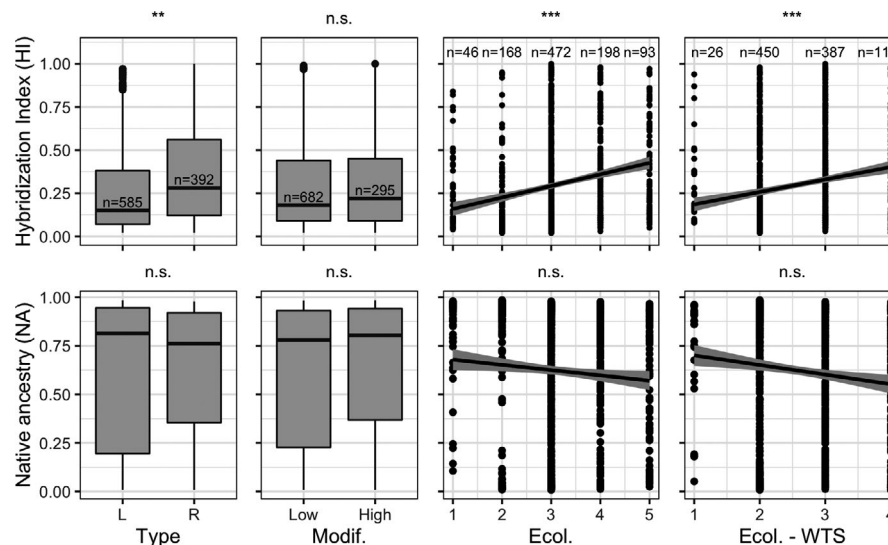 ** n.s. *** ***
Hybridization Index (HI)
1.00
0.75
0.50
0.25
0.00
n=585 n=392
n=682 n=295
n=46 n=168 n=472 n=198 n=93
n=26 n=450 n=387
n.s. n.s. n.s. n.s.
Native ancestry (NA)
1.00
0.75
0.50
0.25
0.00
L R Low High 1 2 3 4 5 1 2 3
Type Modif. Ecol. Ecol. - WTS